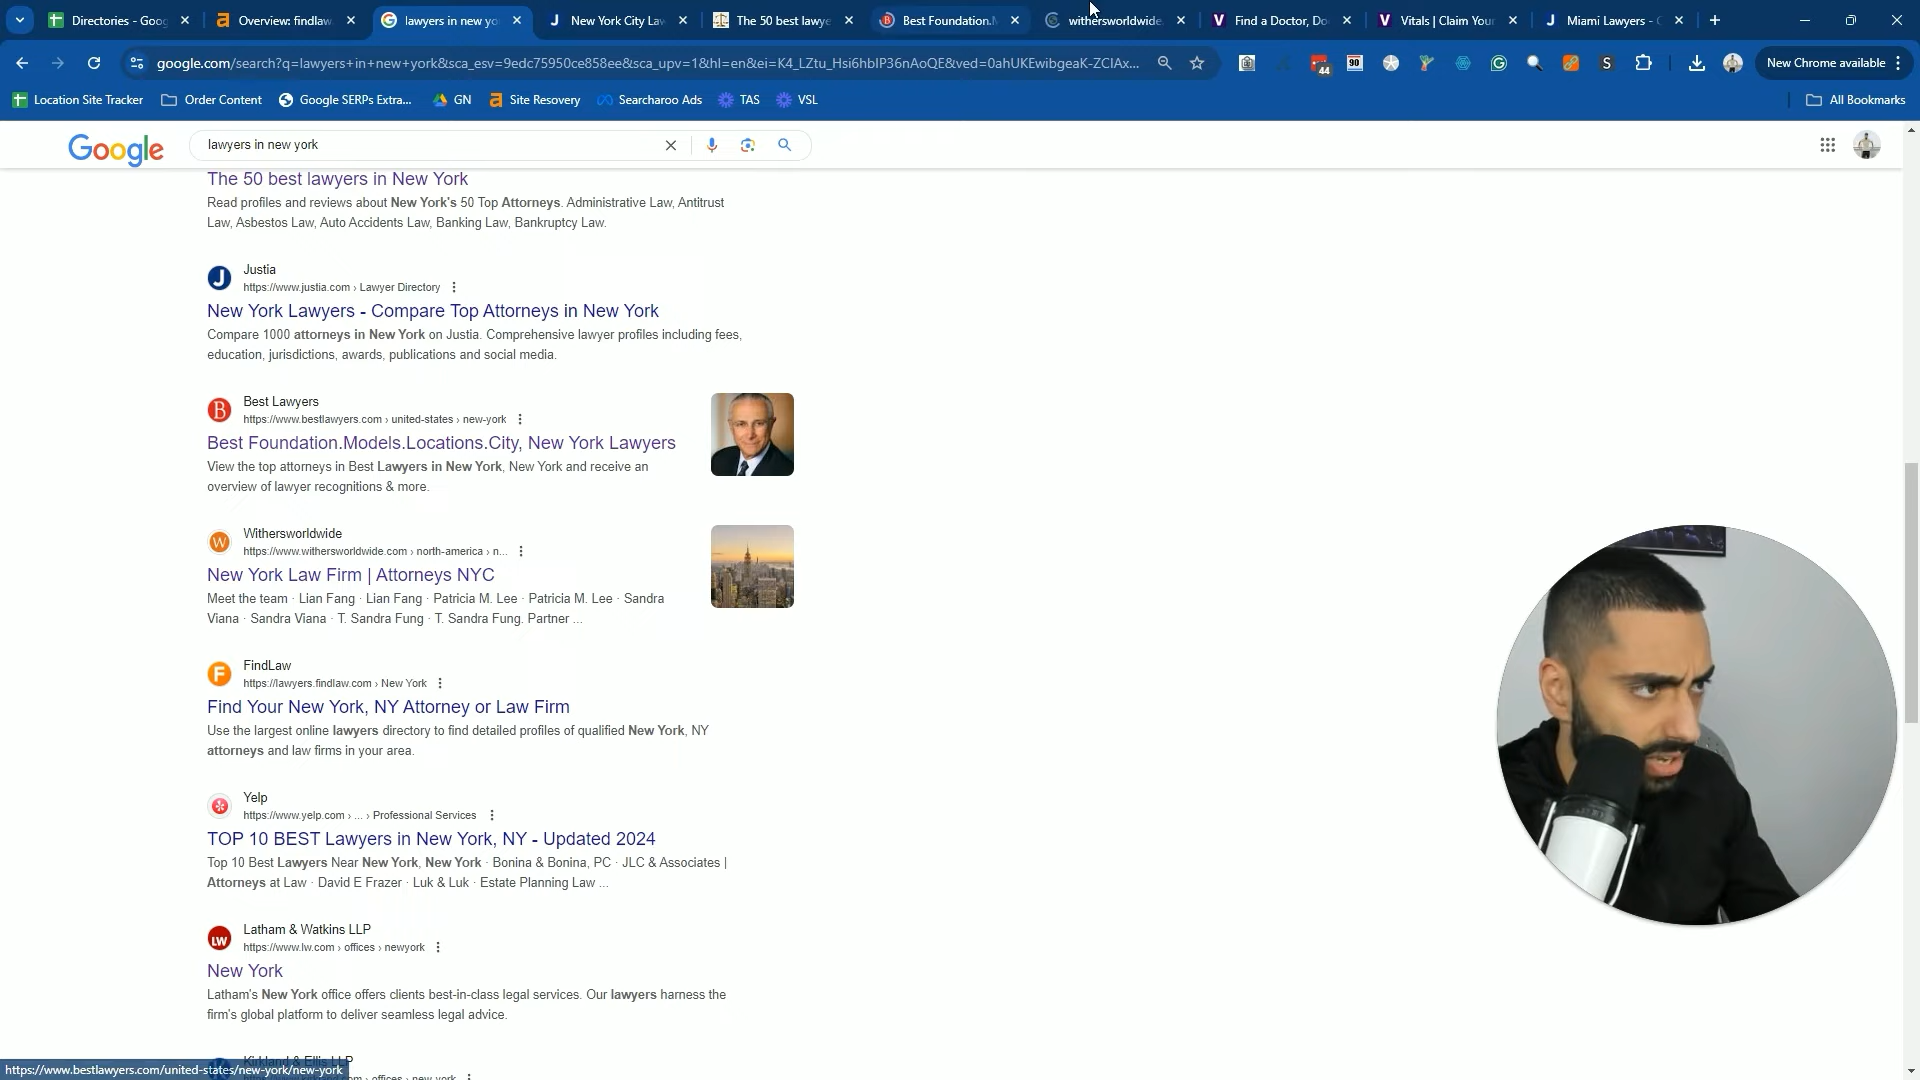 Directories - Goog
Overview: findlaw
lawyers in new yo
New York City Law
The 50 best lawye
Best Foundation.M
withersworldwide.
Find a Doctor, Do
Vitals | Claim Your
Miami Lawyers - C
google.com/search?q=lawyers+in+new+york&sca_esv=9edc75950ce858ee&sca_upv=1&hl=en&ei=K4_LZtu_Hsi6hbIP36nAoQE&ved=0ahUKEwibgeaK-ZCIAx...
44
90
S
New Chrome available
Location Site Tracker
Order Content
Google SERPs Extra...
GN
Site Recovery
Searcharoo Ads
TAS
VSL
All Bookmarks
Google
lawyers in new york
The 50 best lawyers in New York
Read profiles and reviews about New York's 50 Top Attorneys. Administrative Law, Antitrust
Law, Asbestos Law, Auto Accidents Law, Banking Law, Bankruptcy Law.
J
Justia
https://www.justia.com › Lawyer Directory
New York Lawyers - Compare Top Attorneys in New York
Compare 1000 attorneys in New York on Justia. Comprehensive lawyer profiles including fees,
education, jurisdictions, awards, publications and social media.
B
Best Lawyers
https://www.bestlawyers.com › united-states › new-york
Best Foundation.Models.Locations.City, New York Lawyers
View the top attorneys in Best Lawyers in New York, New York and receive an
overview of lawyer recognitions & more.
W
Withersworldwide
https://www.withersworldwide.com › north-america › n...
New York Law Firm | Attorneys NYC
Meet the team · Lian Fang · Lian Fang · Patricia M. Lee · Patricia M. Lee · Sandra
Viana · Sandra Viana · T. Sandra Fung · T. Sandra Fung. Partner ...
F
FindLaw
https://lawyers.findlaw.com › New York
Find Your New York, NY Attorney or Law Firm
Use the largest online lawyers directory to find detailed profiles of qualified New York, NY
attorneys and law firms in your area.
Yelp
https://www.yelp.com › ... › Professional Services
TOP 10 BEST Lawyers in New York, NY - Updated 2024
Top 10 Best Lawyers Near New York, New York · Bonina & Bonina, PC · JLC & Associates |
Attorneys at Law · David E Frazer · Luk & Luk · Estate Planning Law ...
LW
Latham & Watkins LLP
https://www.lw.com › offices › newyork
New York
Latham's New York office offers clients best-in-class legal services. Our lawyers harness the
firm's global platform to deliver seamless legal advice.
Kirkland & Ellis LLP
https://www.bestlawyers.com/united-states/new-york/new-york